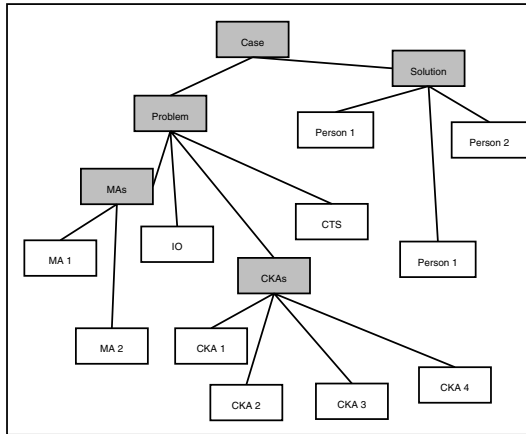 Case
Solution
Problem
Person 1
Person 2
MAs
CTS
IO
MA 1
Person 1
CKAs
MA 2
CKA 1
CKA 4
CKA 2
CKA 3